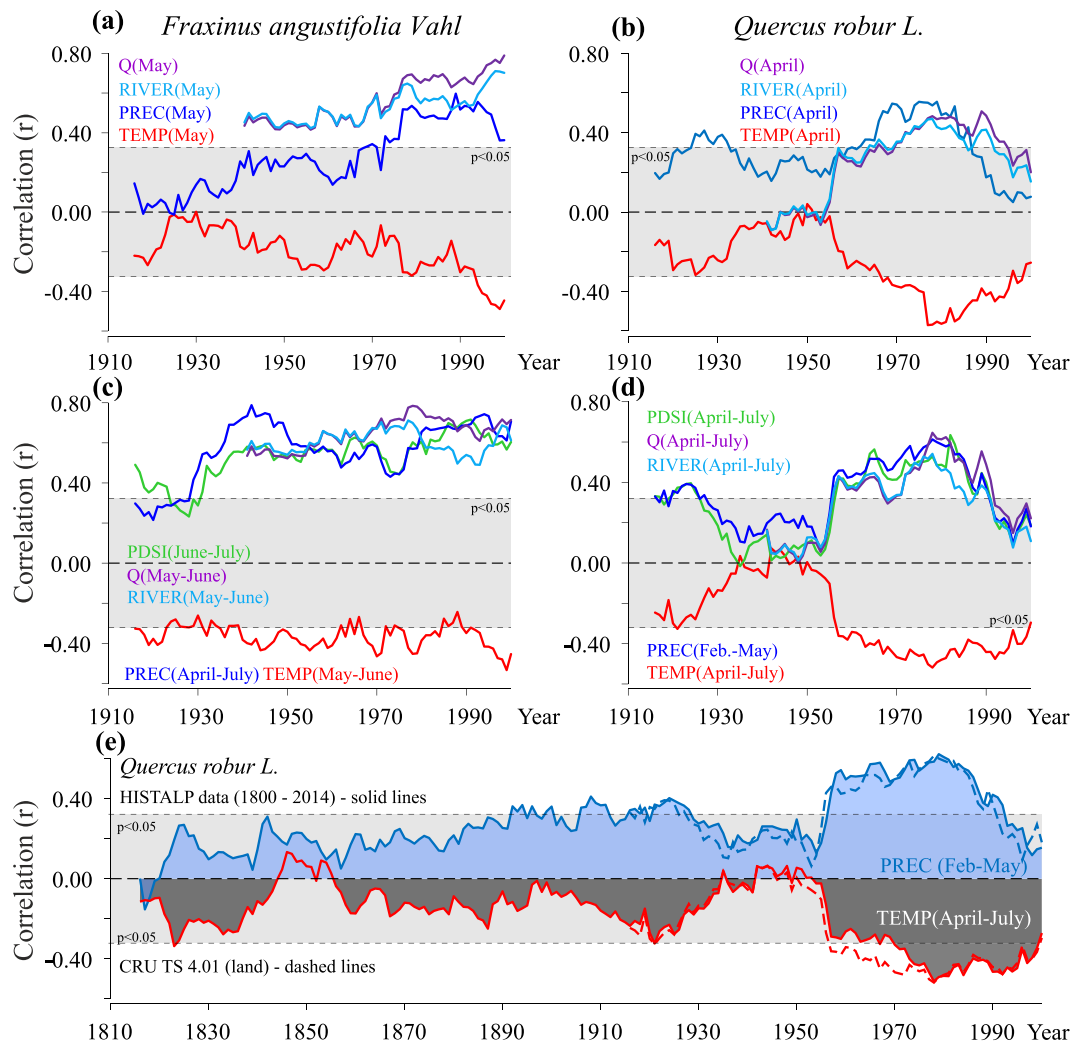 (a) Fraxinus angustifolia Vahl
(b) Quercus robur L.
0.80
0.40
0.00
-0.40
Correlation (r)
Q(May)
RIVER(May)
PREC(May)
TEMP(May)
p<0.05
1910 1930 1950 1970 1990 Year
0.80
0.40
0.00
-0.40
Q(April)
RIVER(April)
PREC(April)
TEMP(April)
p<0.05
1910 1930 1950 1970 1990 Year
(c)
0.80
0.40
0.00
-0.40
Correlation (r)
p<0.05
PDSI(June-July)
Q(May-June)
RIVER(May-June)
PREC(April-July) TEMP(May-June)
1910 1930 1950 1970 1990 Year
(d)
0.80
0.40
0.00
-0.40
PDSI(April-July)
Q(April-July)
RIVER(April-July)
p<0.05
PREC(Feb.-May)
TEMP(April-July)
1910 1930 1950 1970 1990 Year
(e)
Quercus robur L.
HISTALP data (1800 - 2014) - solid lines
0.40
0.00
-0.40
Correlation (r)
p<0.05
PREC (Feb-May)
TEMP(April-July)
p<0.05
CRU TS 4.01 (land) - dashed lines
1810 1830 1850 1870 1890 1910 1930 1950 1970 1990